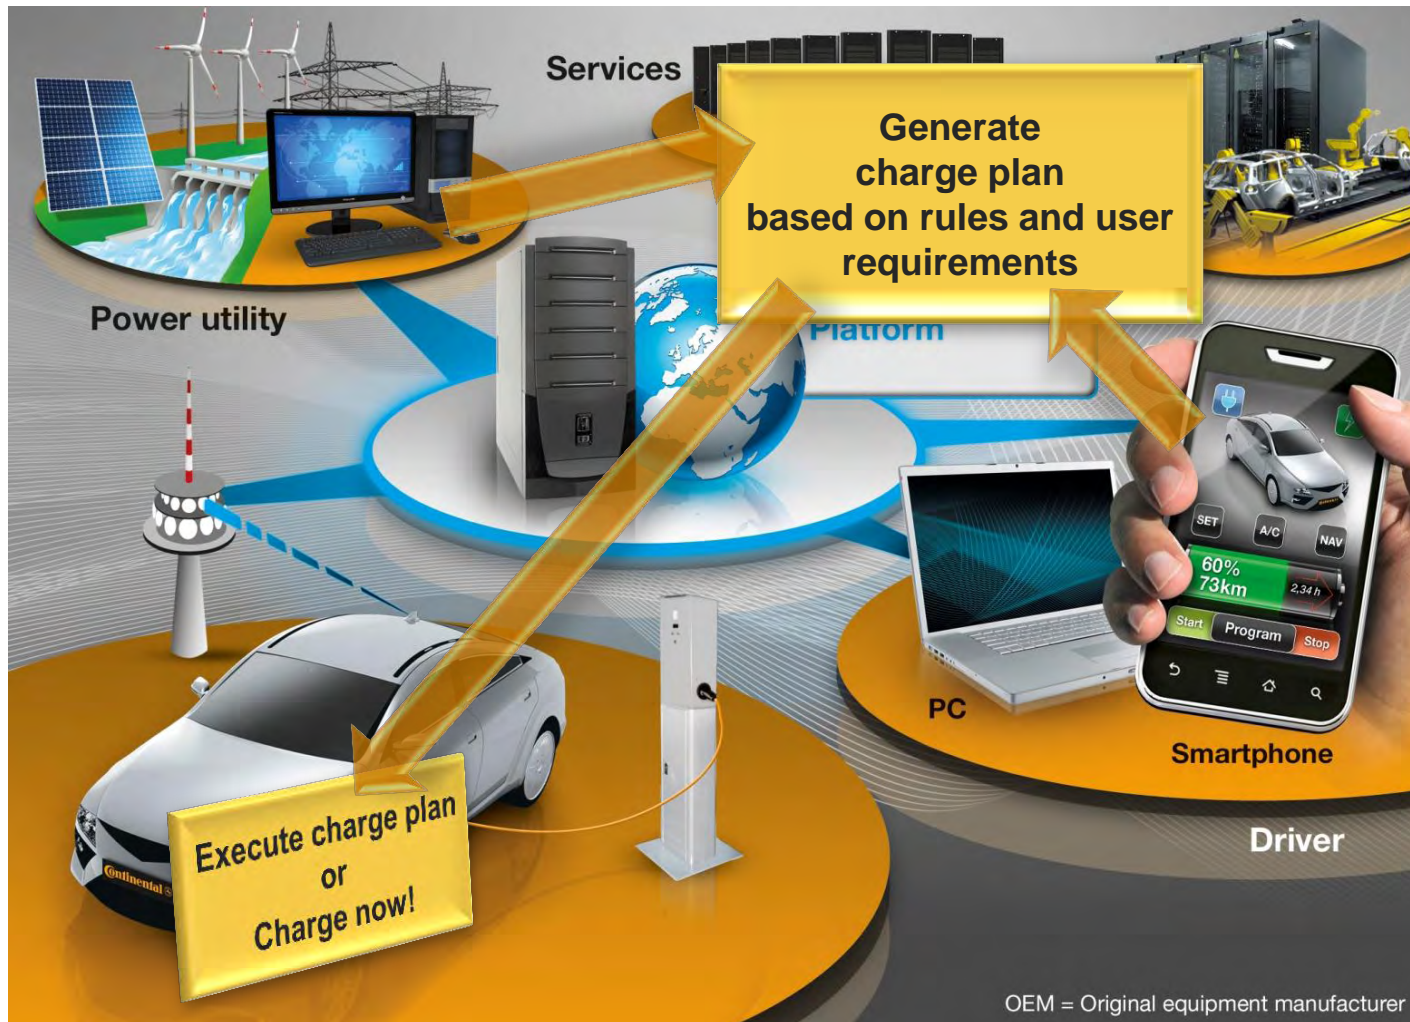 Services
Generate
charge plan
based on rules and user
requirements
Power utility
Platform
SET
A/C
NAV
60%
73km
2,34 h
Start
Program
Stop
PC
Smartphone
Driver
Execute charge plan
or
Charge now!
Continental
OEM = Original equipment manufacturer